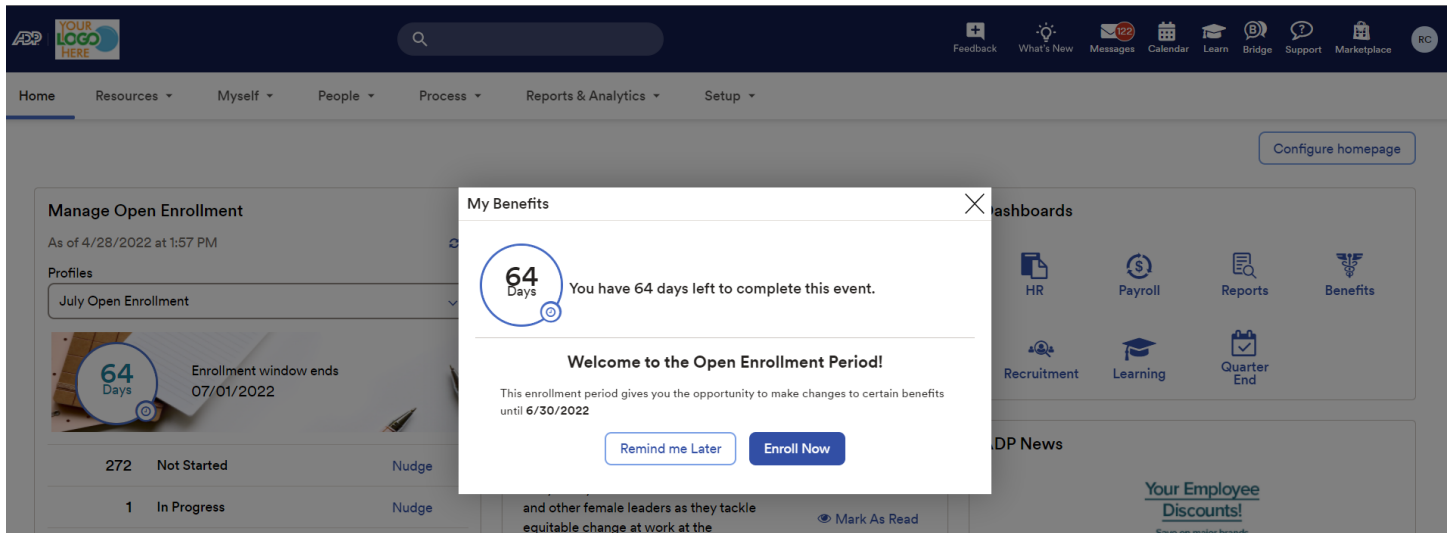 ADP
YOUR
LOGO
HERE
Feedback
What's New
122
Messages
Calendar
Learn
B
Bridge
?
Support
Marketplace
RC
Home
Resources
Myself
People
Process
Reports & Analytics
Setup
Configure homepage
Manage Open Enrollment
As of 4/28/2022 at 1:57 PM
Profiles
July Open Enrollment
64
Days
Enrollment window ends
07/01/2022
272 Not Started Nudge
1 In Progress Nudge
My Benefits
64
Days
You have 64 days left to complete this event.
Welcome to the Open Enrollment Period!
This enrollment period gives you the opportunity to make changes to certain benefits
until 6/30/2022
Remind me Later
Enroll Now
and other female leaders as they tackle
equitable change at work at the
Mark As Read
ashboards
HR
$
Payroll
Reports
Benefits
Recruitment
Learning
Quarter
End
DP News
Your Employee
Discounts!